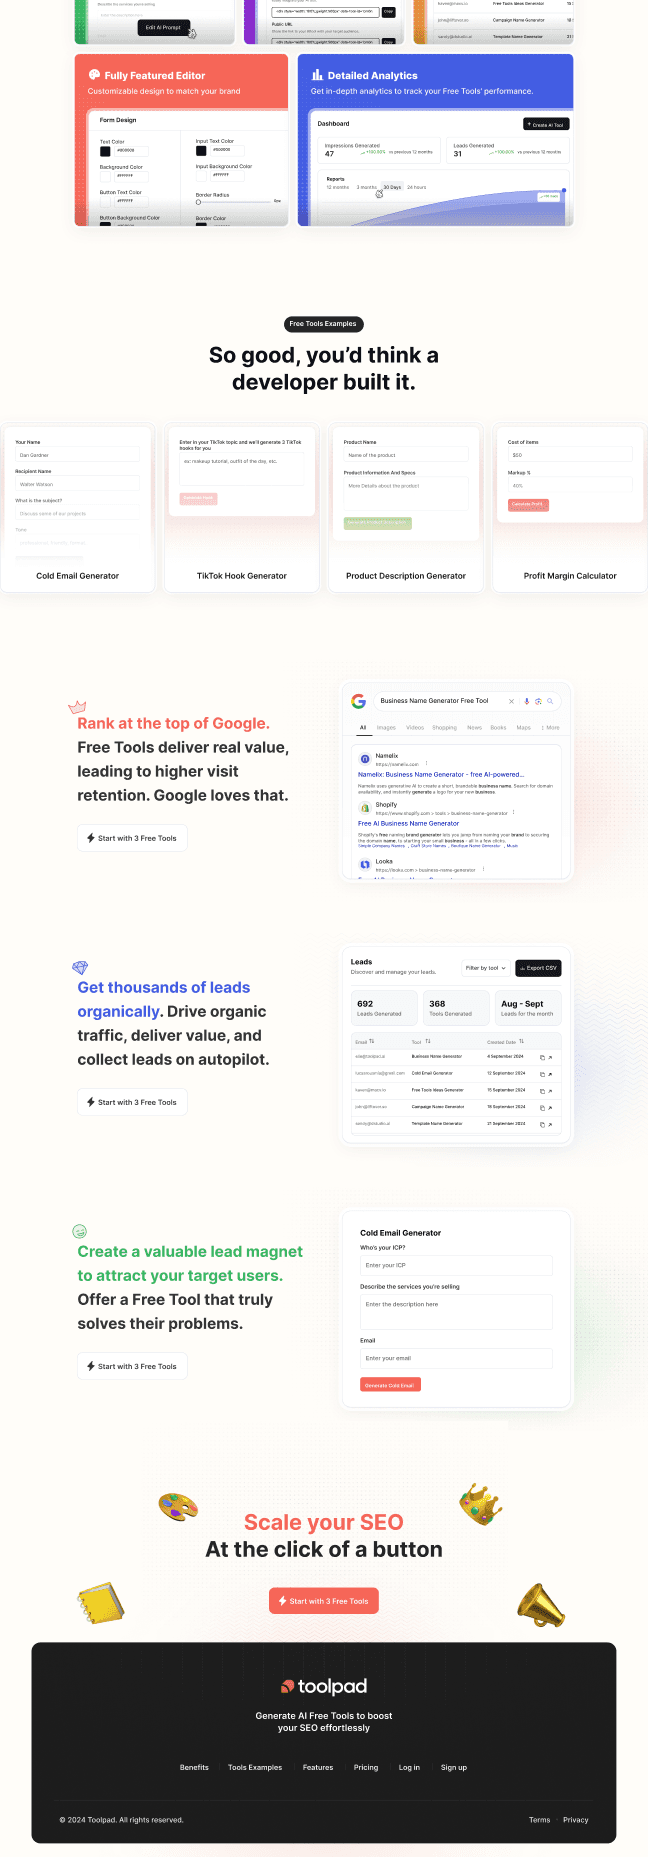 Edit AI Prompt
Public URL
Copy
Copy
Free Tools Ideas Generator
Campaign Name Generator
Template Name Generator
Fully Featured Editor
Customizable design to match your brand
Form Design
Text Color
#000000
Input Text Color
#000000
Background Color
#FFFFFF
Input Background Color
#FFFFFF
Button Text Color
#FFFFFF
Border Radius
Button Background Color
Border Color
Detailed Analytics
Get in-depth analytics to track your Free Tools' performance.
Dashboard
+ Create AI Tool
Impressions Generated
47
+100.00% vs previous 12 months
Leads Generated
31
+100.00% vs previous 12 months
Reports
12 months 3 months 30 Days 24 hours
Free Tools Examples
So good, you'd think a
developer built it.
Your Name
Dan Gardner
Recipient Name
Walter Watson
What is the subject?
Discuss some of our projects
Tone
Cold Email Generator
Enter in your TikTok topic and we'll generate 3 TikTok
hooks for you
ex: makeup tutorial, outfit of the day, etc.
Generate Hook
TikTok Hook Generator
Product Name
Name of the product
Product Information And Specs
More Details about the product
Product Description Generator
Cost of items
$50
Markup %
40%
Calculate Profit
Profit Margin Calculator
Rank at the top of Google.
Free Tools deliver real value,
leading to higher visit
retention. Google loves that.
Start with 3 Free Tools
Business Name Generator Free Tool
All Images Videos Shopping News Books Maps More
Namelix
https://namelix.com
Namelix: Business Name Generator - free AI-powered...
Namelix uses generative AI to create a short, brandable business name. Search for domain
availability, and instantly generate a logo for your new business.
Shopify
https://www.shopify.com > tools > business-name-generator
Free AI Business Name Generator
Shopify's free naming brand generator lets you jump from naming your brand to securing
the domain name, to starting your small business - all in a few clicks.
Simple Company Names , Craft Store Names , Boutique Name Generator , Music
Looka
https://looka.com > business-name-generator
Get thousands of leads
organically. Drive organic
traffic, deliver value, and
collect leads on autopilot.
Start with 3 Free Tools
Leads
Discover and manage your leads.
Filter by tool
Export CSV
692
Leads Generated
368
Tools Generated
Aug - Sept
Leads for the month
Email Tool Created Date
Business Name Generator 4 September 2024
Cold Email Generator 12 September 2024
Free Tools Ideas Generator 15 September 2024
Campaign Name Generator 18 September 2024
Template Name Generator 21 September 2024
Create a valuable lead magnet
to attract your target users.
Offer a Free Tool that truly
solves their problems.
Start with 3 Free Tools
Cold Email Generator
Who's your ICP?
Enter your ICP
Describe the services you're selling
Enter the description here
Email
Enter your email
Generate Cold Email
Scale your SEO
At the click of a button
Start with 3 Free Tools
toolpad
Generate AI Free Tools to boost
your SEO effortlessly
Benefits Tools Examples Features Pricing Log in Sign up
© 2024 Toolpad. All rights reserved.
Terms · Privacy